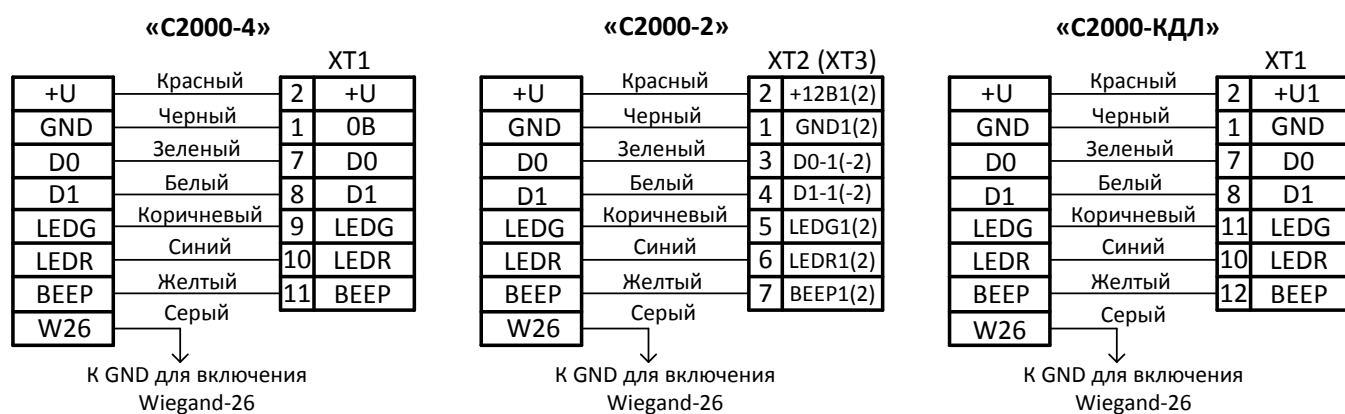 «С2000-4»
XT1
+U Красный 2 +U
GND Черный 1 0В
D0 Зеленый 7 D0
D1 Белый 8 D1
LEDG Коричневый 9 LEDG
LEDR Синий 10 LEDR
BEEP Желтый 11 BEEP
W26 Серый
К GND для включения
Wiegand-26
«С2000-2»
XT2 (XT3)
+U Красный 2 +12В1(2)
GND Черный 1 GND1(2)
D0 Зеленый 3 D0-1(-2)
D1 Белый 4 D1-1(-2)
LEDG Коричневый 5 LEDG1(2)
LEDR Синий 6 LEDR1(2)
BEEP Желтый 7 BEEP1(2)
W26 Серый
К GND для включения
Wiegand-26
«С2000-КДЛ»
XT1
+U Красный 2 +U1
GND Черный 1 GND
D0 Зеленый 7 D0
D1 Белый 8 D1
LEDG Коричневый 11 LEDG
LEDR Синий 10 LEDR
BEEP Желтый 12 BEEP
W26 Серый
К GND для включения
Wiegand-26